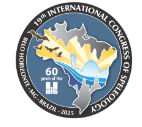 19th INTERNATIONAL CONGRESS OF SPELEOLOGY
60
years of the
BELO HORIZONTE - MG - BRAZIL - 2025